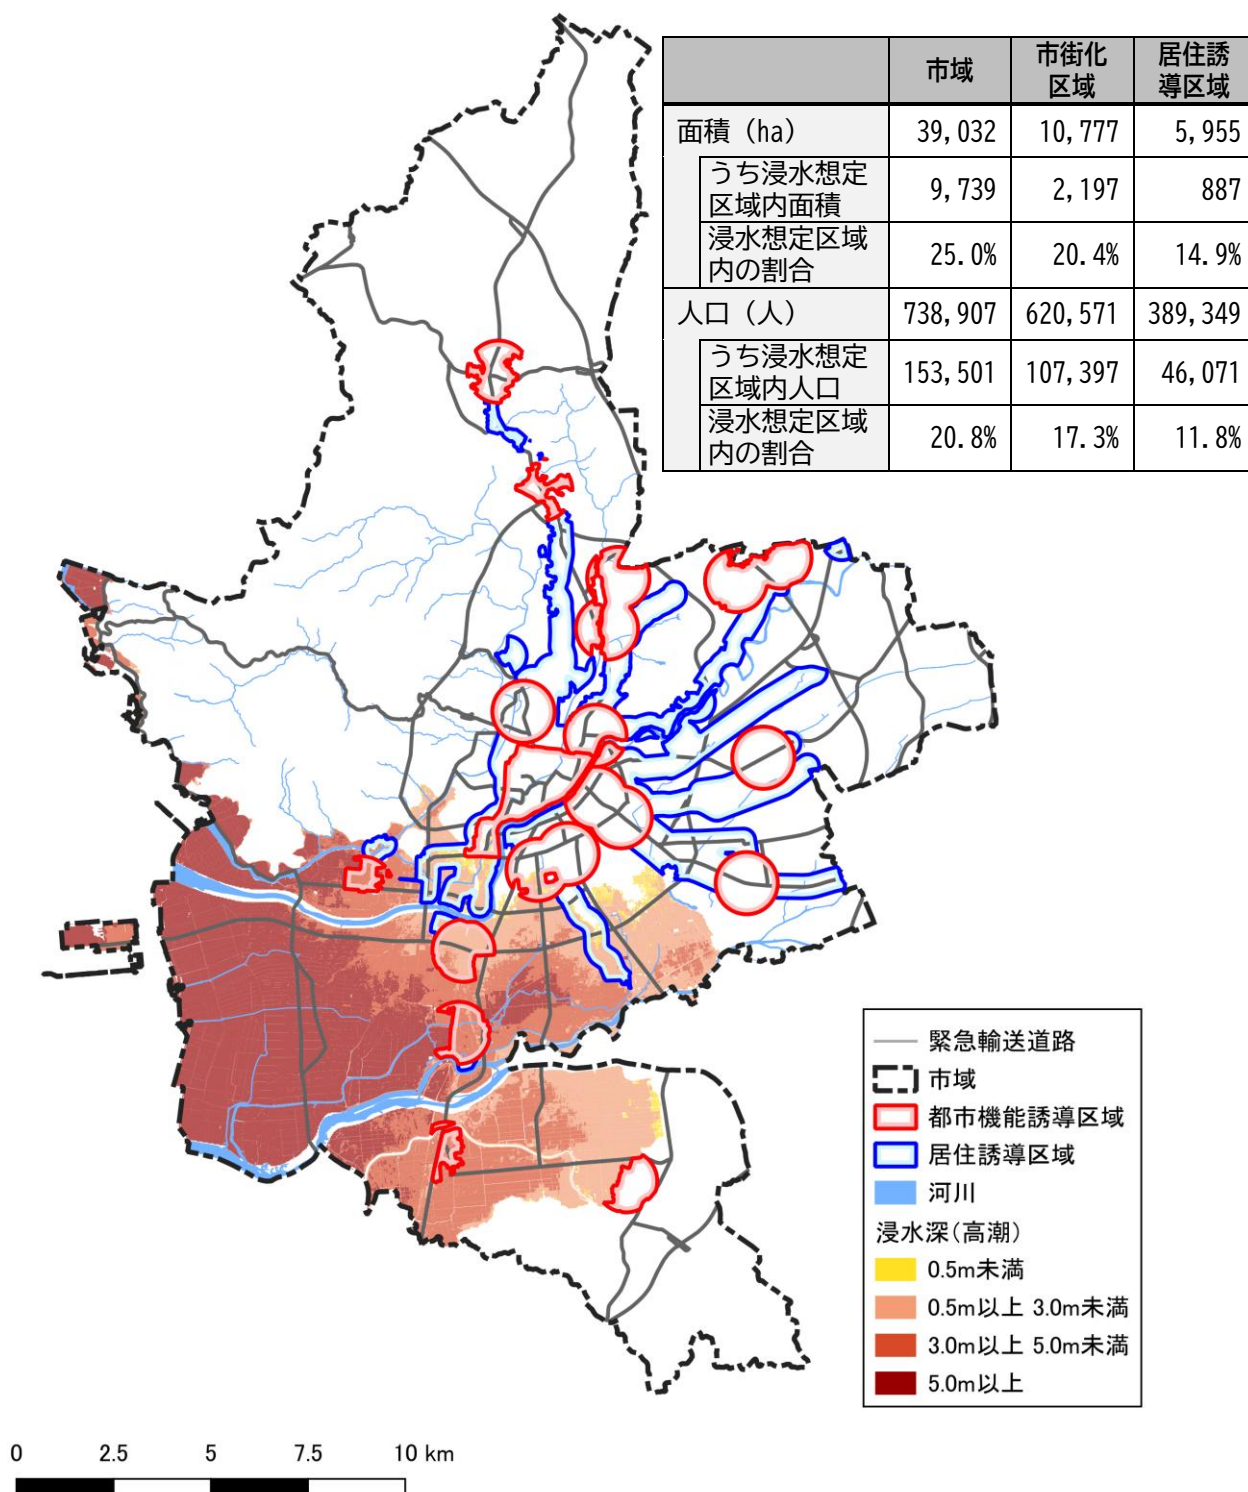 市域 市街化区域 居住誘導区域
面積（ha） 39,032 10,777 5,955
うち浸水想定区域内面積 9,739 2,197 887
浸水想定区域内の割合 25.0% 20.4% 14.9%
人口（人） 738,907 620,571 389,349
うち浸水想定区域内人口 153,501 107,397 46,071
浸水想定区域内の割合 20.8% 17.3% 11.8%
緊急輸送道路
市域
都市機能誘導区域
居住誘導区域
河川
浸水深（高潮）
0.5m未満
0.5m以上 3.0m未満
3.0m以上 5.0m未満
5.0m以上
0 2.5 5 7.5 10 km